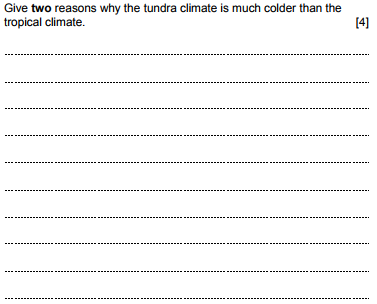 Give two reasons why the tundra climate is much colder than the
tropical climate. [4]